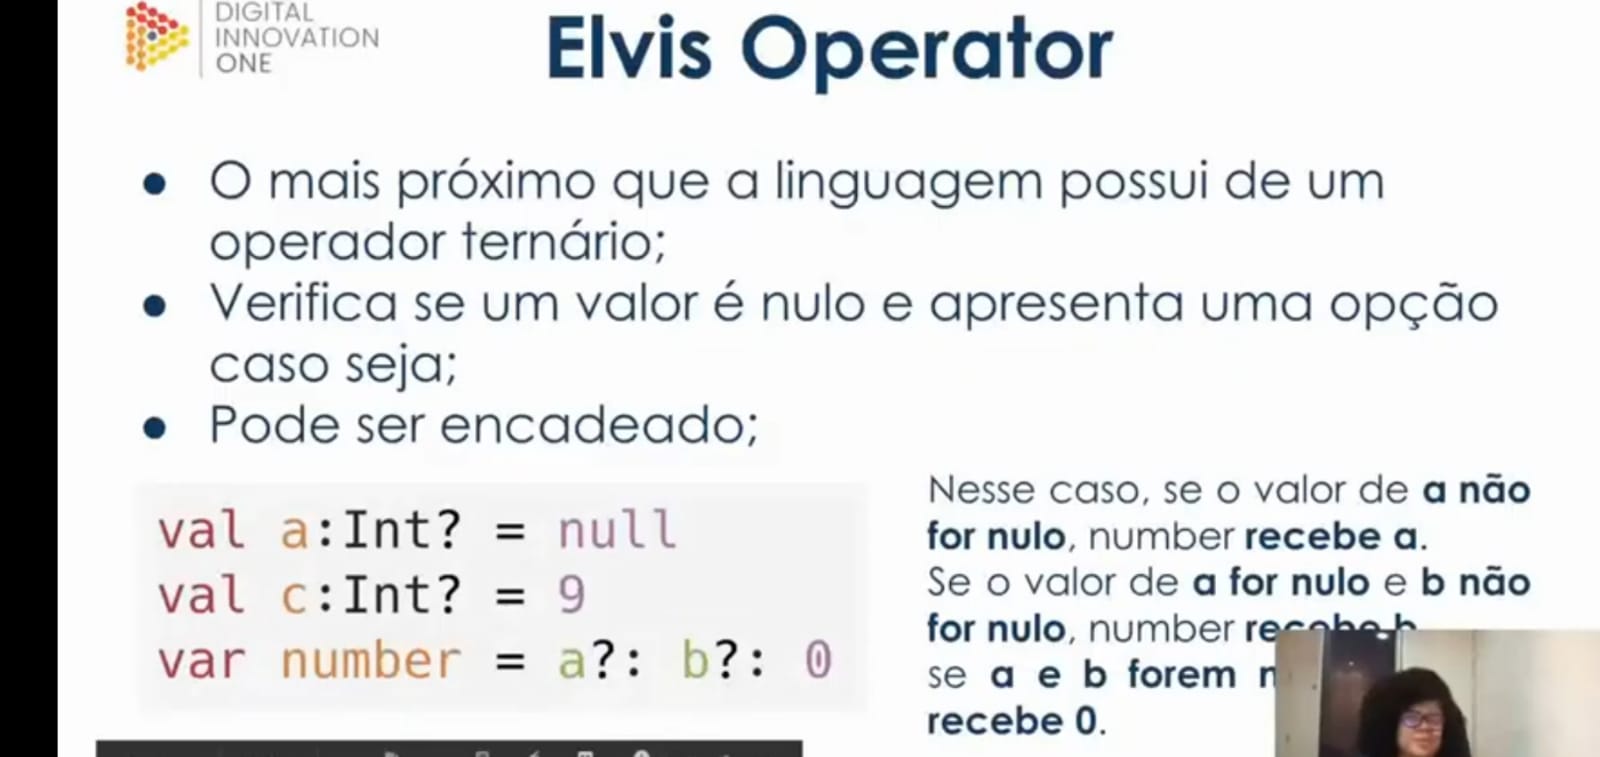 DIGITAL
INNOVATION
ONE
Elvis Operator
● O mais próximo que a linguagem possui de um
operador ternário;
● Verifica se um valor é nulo e apresenta uma opção
caso seja;
● Pode ser encadeado;
val a:Int? = null
val c:Int? = 9
var number = a?: b?: 0
Nesse caso, se o valor de a não
for nulo, number recebe a.
Se o valor de a for nulo e b não
for nulo, number recebe b
se a e b forem
recebe 0.